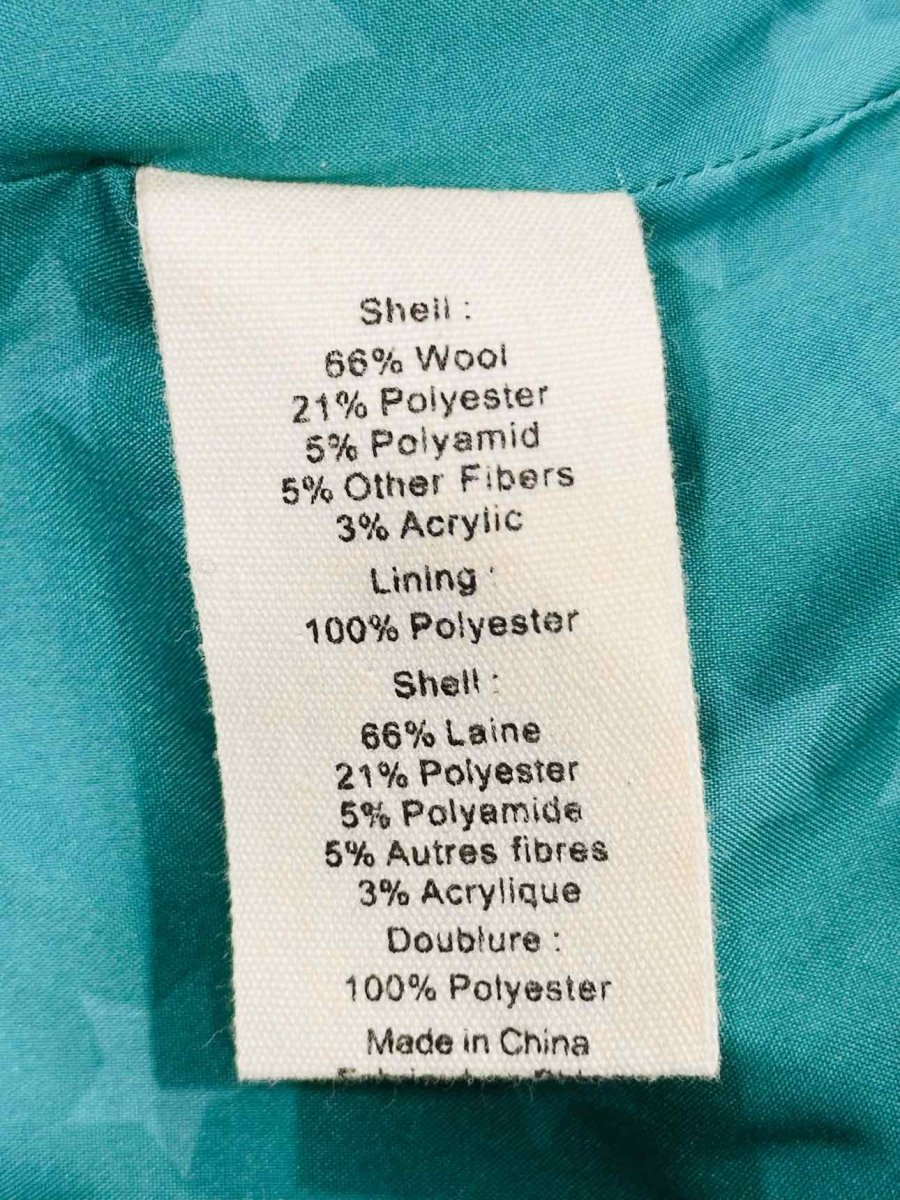 Shell :
66% Wool
21% Polyester
5% Polyamid
5% Other Fibers
3% Acrylic
Lining :
100% Polyester
Shell :
66% Laine
21% Polyester
5% Polyamide
5% Autres fibres
3% Acrylique
Doublure :
100% Polyester
Made in China